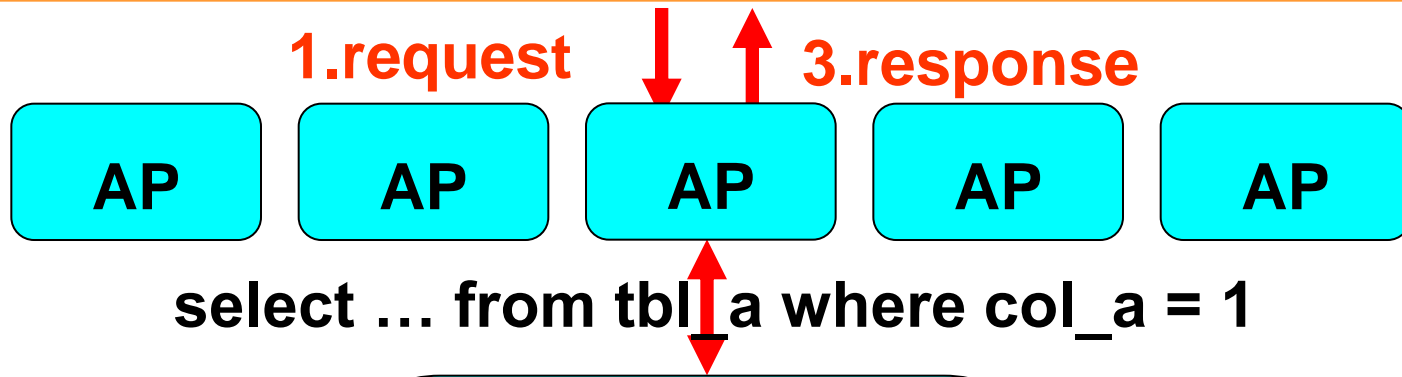 1.request
3.response
AP AP AP AP AP
select … from tbl_a where col_a = 1